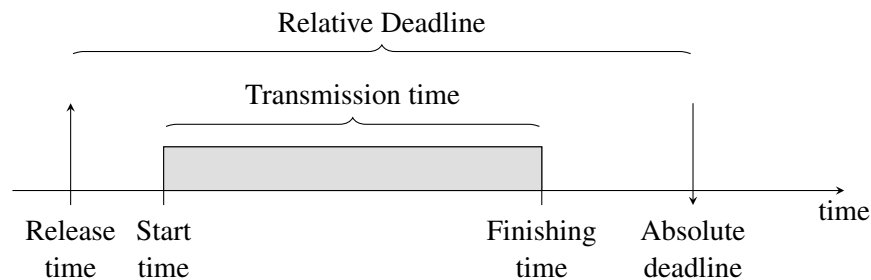 Relative Deadline
Transmission time
time
Release Start Finishing Absolute
time time time deadline